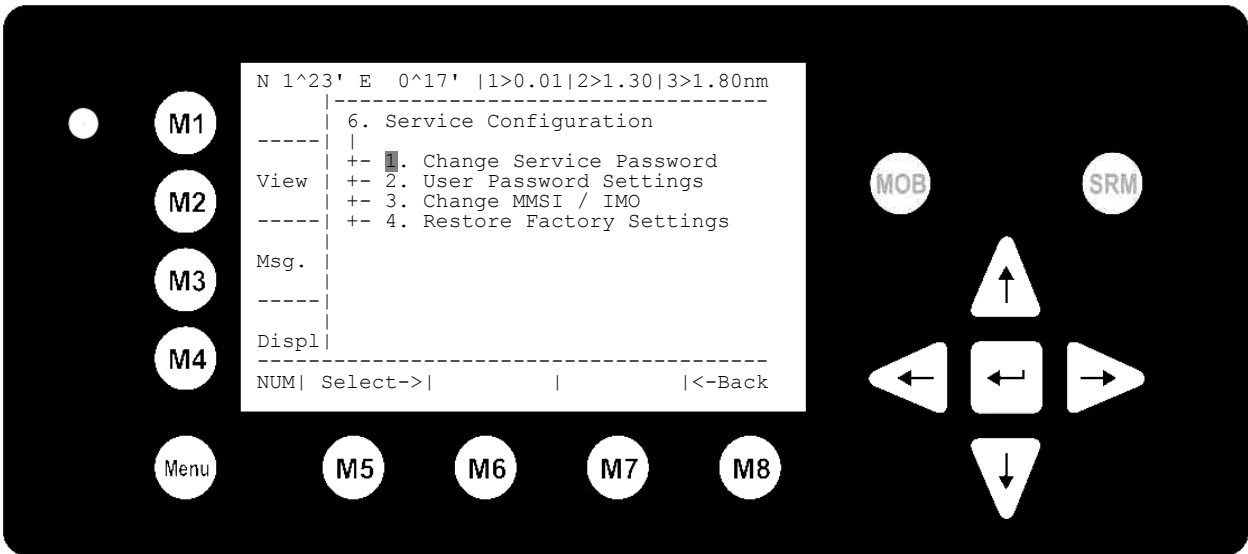 N 1^23' E  0^17' |1>0.01|2>1.30|3>1.80nm
|----------------------------------
M1 | 6. Service Configuration
-----| |
| +- 1. Change Service Password
View | +- 2. User Password Settings
M2 | +- 3. Change MMSI / IMO
-----| +- 4. Restore Factory Settings
MOB SRM
Msg. |
M3
-----|
Displ|
M4
----------------------------------------
NUM| Select->|         |         |<-Back
Menu M5 M6 M7 M8